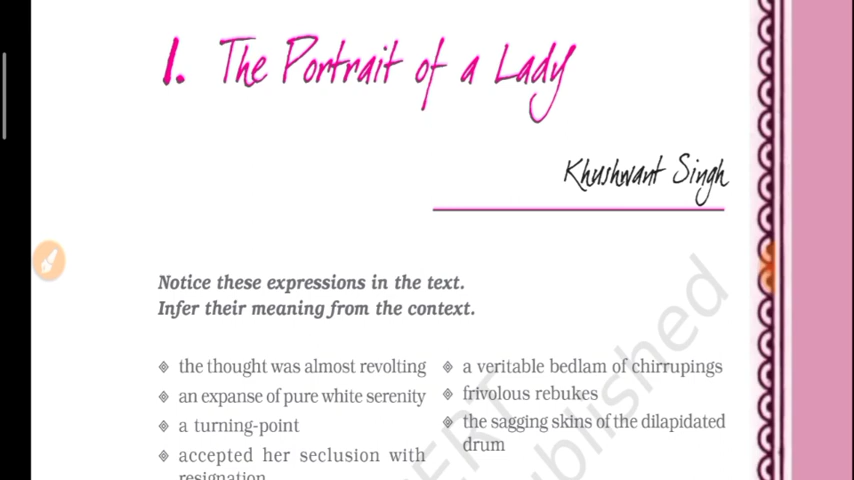 1. The Portrait of a Lady
Khushwant Singh
Notice these expressions in the text.
Infer their meaning from the context.
❖ the thought was almost revolting
❖ an expanse of pure white serenity
❖ a turning-point
❖ accepted her seclusion with
resignation
❖ a veritable bedlam of chirrupings
❖ frivolous rebukes
❖ the sagging skins of the dilapidated
drum